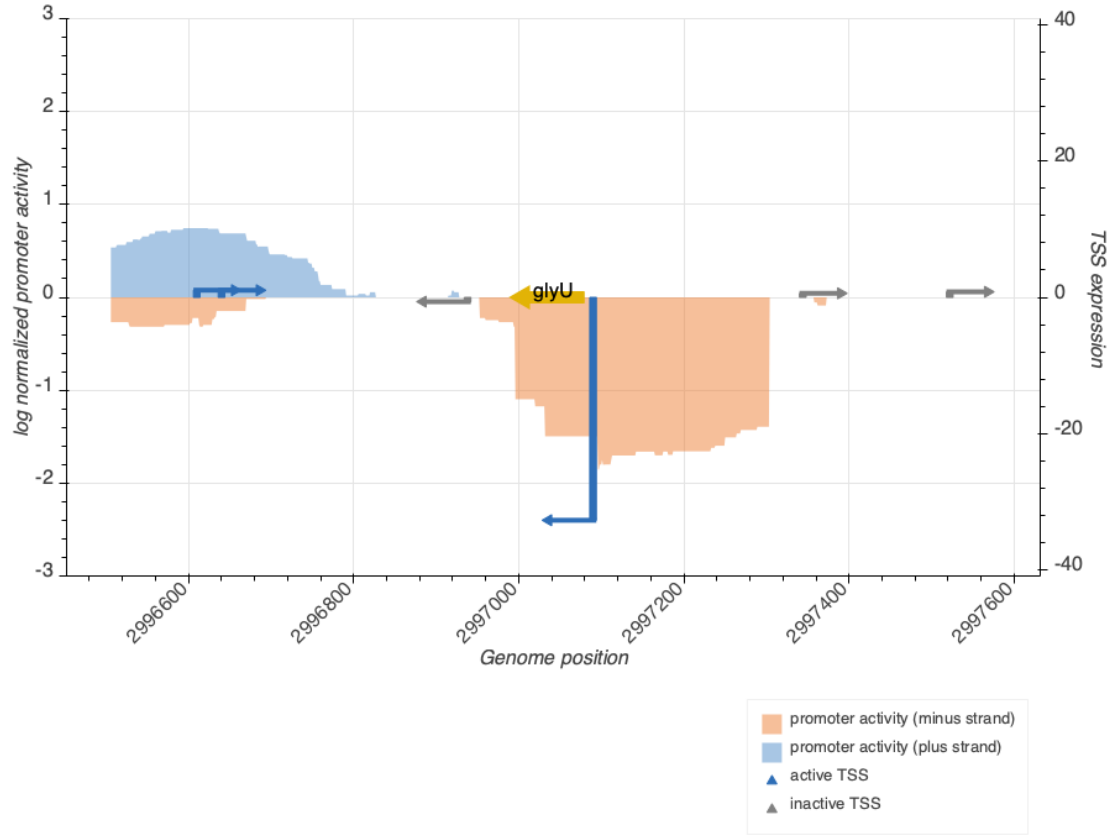 3
2
1
0
-1
-2
-3
log normalized promoter activity
40
20
0
-20
-40
TSS expression
glyU
2996600
2996800
2997000
2997200
2997400
2997600
Genome position
promoter activity (minus strand)
promoter activity (plus strand)
active TSS
inactive TSS